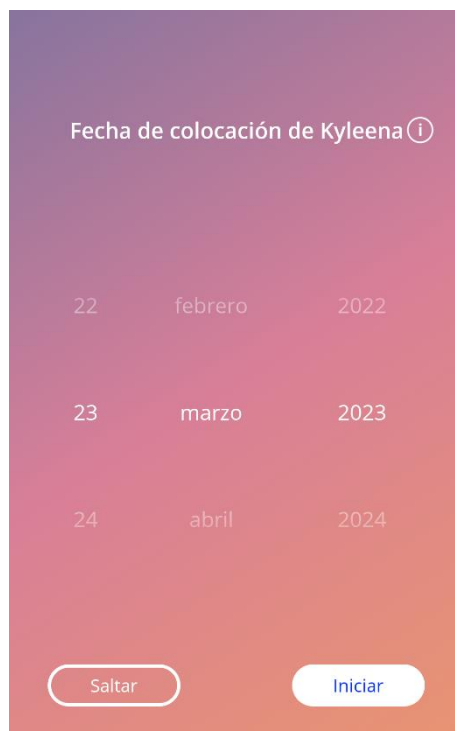 Fecha de colocación de Kyleena i
22 febrero 2022
23 marzo 2023
24 abril 2024
Saltar Iniciar